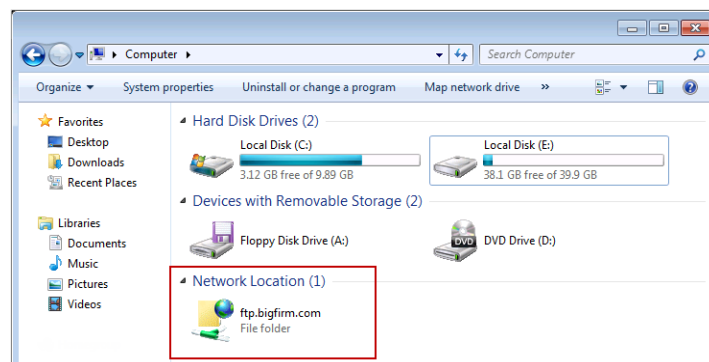 Computer
Search Computer
Organize
System properties
Uninstall or change a program
Map network drive
»
Favorites
Desktop
Downloads
Recent Places
Libraries
Documents
Music
Pictures
Videos
Hard Disk Drives (2)
Local Disk (C:)
3.12 GB free of 9.89 GB
Local Disk (E:)
38.1 GB free of 39.9 GB
Devices with Removable Storage (2)
Floppy Disk Drive (A:)
DVD
DVD Drive (D:)
Network Location (1)
ftp.bigfirm.com
File folder